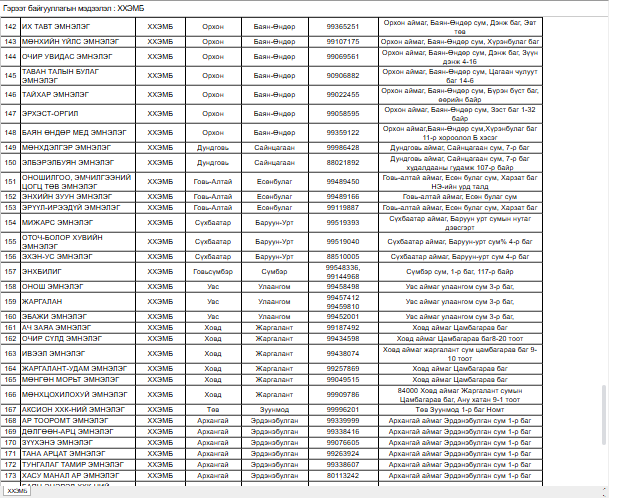 Гэрээт байгууллагын мэдээлэл : ХХЭМБ
142 ИХ ТАВТ ЭМНЭЛЭГ ХХЭМБ Орхон Баян-Өндөр 99365251 Орхон аймаг, Баян-Өндөр сум, Дэнж баг, Эвт
төв
143 МӨНХИЙН ҮЙЛС ЭМНЭЛЭГ ХХЭМБ Орхон Баян-Өндөр 99107175 Орхон аймаг, Баян-Өндөр сум, Хүрэнбулаг баг
144 ОЧИР УВИДАС ЭМНЭЛЭГ ХХЭМБ Орхон Баян-Өндөр 99069561 Орхон аймаг, Баян-Өндөр сум, Дэнж баг, Зүүн
дэнж 4-16
145 ТАВАН ТАЛЫН БУЛАГ
ЭМНЭЛЭГ ХХЭМБ Орхон Баян-Өндөр 90906882 Орхон аймаг, Баян-Өндөр сум, Цагаан чулуут
баг 14-6
146 ТАЙХАР ЭМНЭЛЭГ ХХЭМБ Орхон Баян-Өндөр 99022455 Орхон аймаг, Баян-Өндөр сум, Бүрэн бүст баг,
өөрийн байр
147 ЭРХЭСТ-ОРГИЛ ХХЭМБ Орхон Баян-Өндөр 99058595 Орхон аймаг, Баян-Өндөр сум, Зэст баг 1-32
байр
148 БАЯН ӨНДӨР МЕД ЭМНЭЛЭГ ХХЭМБ Орхон Баян-Өндөр 99359122 Орхон аймаг,Баян-Өндөр сум,Хүрэнбулаг баг
11-р хороолол Б хэсэг
149 МӨНХДЭЛГЭР ЭМНЭЛЭГ ХХЭМБ Дундговь Сайнцагаан 99986428 Дундговь аймаг, Сайнцагаан сум, 7-р баг
150 ЭЛБЭРЭЛБУЯН ЭМНЭЛЭГ ХХЭМБ Дундговь Сайнцагаан 88021892 Дундговь аймаг, Сайнцагаан сум, 7-р баг
худалдааны гудамж 107-р байр
151 ОНОШИЛГОО, ЭМЧИЛГЭЭНИЙ
ЦОГЦ ТӨВ ЭМНЭЛЭГ ХХЭМБ Говь-Алтай Есөнбулаг 99489450 Говь-алтай аймаг, Есөн булаг сум, Харзат баг
НЭ-ийн урд талд
152 ЭНХИЙН ЗУУН ЭМНЭЛЭГ ХХЭМБ Говь-Алтай Есөнбулаг 99489166 Говь-алтай аймаг, Есөн булаг сум
153 ЭРҮҮЛ-ИРЭЭДҮЙ ЭМНЭЛЭГ ХХЭМБ Говь-Алтай Есөнбулаг 99119887 Говь-алтай аймаг, Есөн булаг сум, Харзат баг
154 МИЖАРС ЭМНЭЛЭГ ХХЭМБ Сүхбаатар Баруун-Урт 99519393 Сүхбаатар аймаг, Баруун урт сумын нутаг
дэвсгэрт
155 ОТОЧ-БОЛОР ХУВИЙН
ЭМНЭЛЭГ ХХЭМБ Сүхбаатар Баруун-Урт 99519040 Сүхбаатар аймаг, Баруун-урт сум% 4-р баг
156 ЭХЭН-УС ЭМНЭЛЭГ ХХЭМБ Сүхбаатар Баруун-Урт 88510005 Сүхбаатар аймаг, Баруун-урт сум 4-р баг
157 ЭНХБИЛИГ ХХЭМБ Говьсүмбэр Сүмбэр 99548336,
99144968 Сүмбэр сум, 1-р баг, 117-р байр
158 ОНОШ ЭМНЭЛЭГ ХХЭМБ Увс Улаангом 99458498 Увс аймаг улаангом сум 3-р баг,
159 ЖАРГАЛАН ХХЭМБ Увс Улаангом 99457412
99459810 Увс аймаг улаангом сум 2-р баг,
160 ЭБАЖИ ЭМНЭЛЭГ ХХЭМБ Увс Улаангом 99452001 Увс аймаг улаангом сум 3-р баг,
161 АЧ ЗАЯА ЭМНЭЛЭГ ХХЭМБ Ховд Жаргалант 99187492 Ховд аймаг Цамбагарав баг
162 ОЧИР СҮЛД ЭМНЭЛЭГ ХХЭМБ Ховд Жаргалант 99434598 Ховд аймаг Цамбагарав баг8-20 тоот
163 ИВЭЭЛ ЭМНЭЛЭГ ХХЭМБ Ховд Жаргалант 99438074 Ховд аймаг жаргалант сум цамбагарав баг 9-
10 тоот
164 ЖАРГАЛАНТ-УДАМ ЭМНЭЛЭГ ХХЭМБ Ховд Жаргалант 99257869 Ховд аймаг Цамбагарав баг
165 МӨНГӨН МОРЬТ ЭМНЭЛЭГ ХХЭМБ Ховд Жаргалант 99049515 Ховд аймаг Цамбагарав баг
166 МӨНХЦОХИЛОХУЙ ЭМНЭЛЭГ ХХЭМБ Ховд Жаргалант 99909786 84000 Ховд аймаг Жаргалант сумын
Цамбагарав баг, Ану хатан 9-1 тоот
167 АКСИОН ХХК-НИЙ ЭМНЭЛЭГ ХХЭМБ Төв Зуунмод 99996201 Төв Зуунмод 1-р баг Номт
168 АР ТООРОМТ ЭМНЭЛЭГ ХХЭМБ Архангай Эрдэнэбулган 99339999 Архангай аймаг Эрдэнэбулган сум 1-р баг
169 ДӨЛГӨӨН-АРЦ ЭМНЭЛЭГ ХХЭМБ Архангай Эрдэнэбулган 99338416 Архангай аймаг Эрдэнэбулган сум 1-р баг
170 ЗҮҮХЭНЭ ЭМНЭЛЭГ ХХЭМБ Архангай Эрдэнэбулган 99076605 Архангай аймаг Эрдэнэбулган сум 1-р баг
171 ТАНА АРЦАТ ЭМНЭЛЭГ ХХЭМБ Архангай Эрдэнэбулган 99263924 Архангай аймаг Эрдэнэбулган сум 1-р баг
172 ТУНГАЛАГ ТАМИР ЭМНЭЛЭГ ХХЭМБ Архангай Эрдэнэбулган 99338607 Архангай аймаг Эрдэнэбулган сум 1-р баг
173 ХАСУ МАНАЛ АР ЭМНЭЛЭГ ХХЭМБ Архангай Эрдэнэбулган 80113242 Архангай аймаг Эрдэнэбулган сум 1-р баг
ХХЭМБ